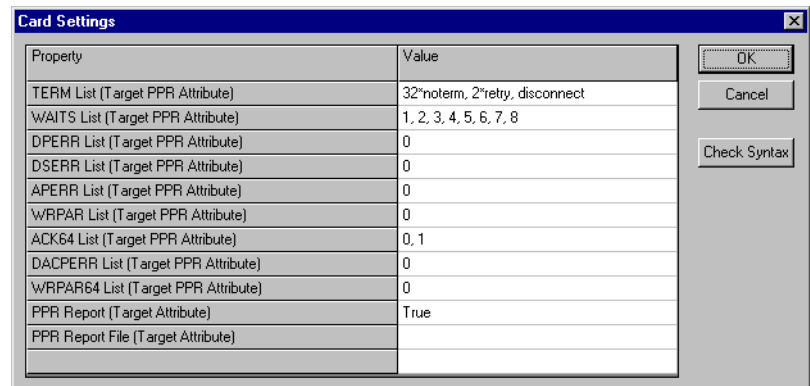 Card Settings
Property Value
TERM List (Target PPR Attribute) 32*noterm, 2*retry, disconnect
WAITS List (Target PPR Attribute) 1, 2, 3, 4, 5, 6, 7, 8
DPERR List (Target PPR Attribute) 0
DSERR List (Target PPR Attribute) 0
APERR List (Target PPR Attribute) 0
WRPAR List (Target PPR Attribute) 0
ACK64 List (Target PPR Attribute) 0, 1
DACPERR List (Target PPR Attribute) 0
WRPAR64 List (Target PPR Attribute) 0
PPR Report (Target Attribute) True
PPR Report File (Target Attribute)
OK
Cancel
Check Syntax